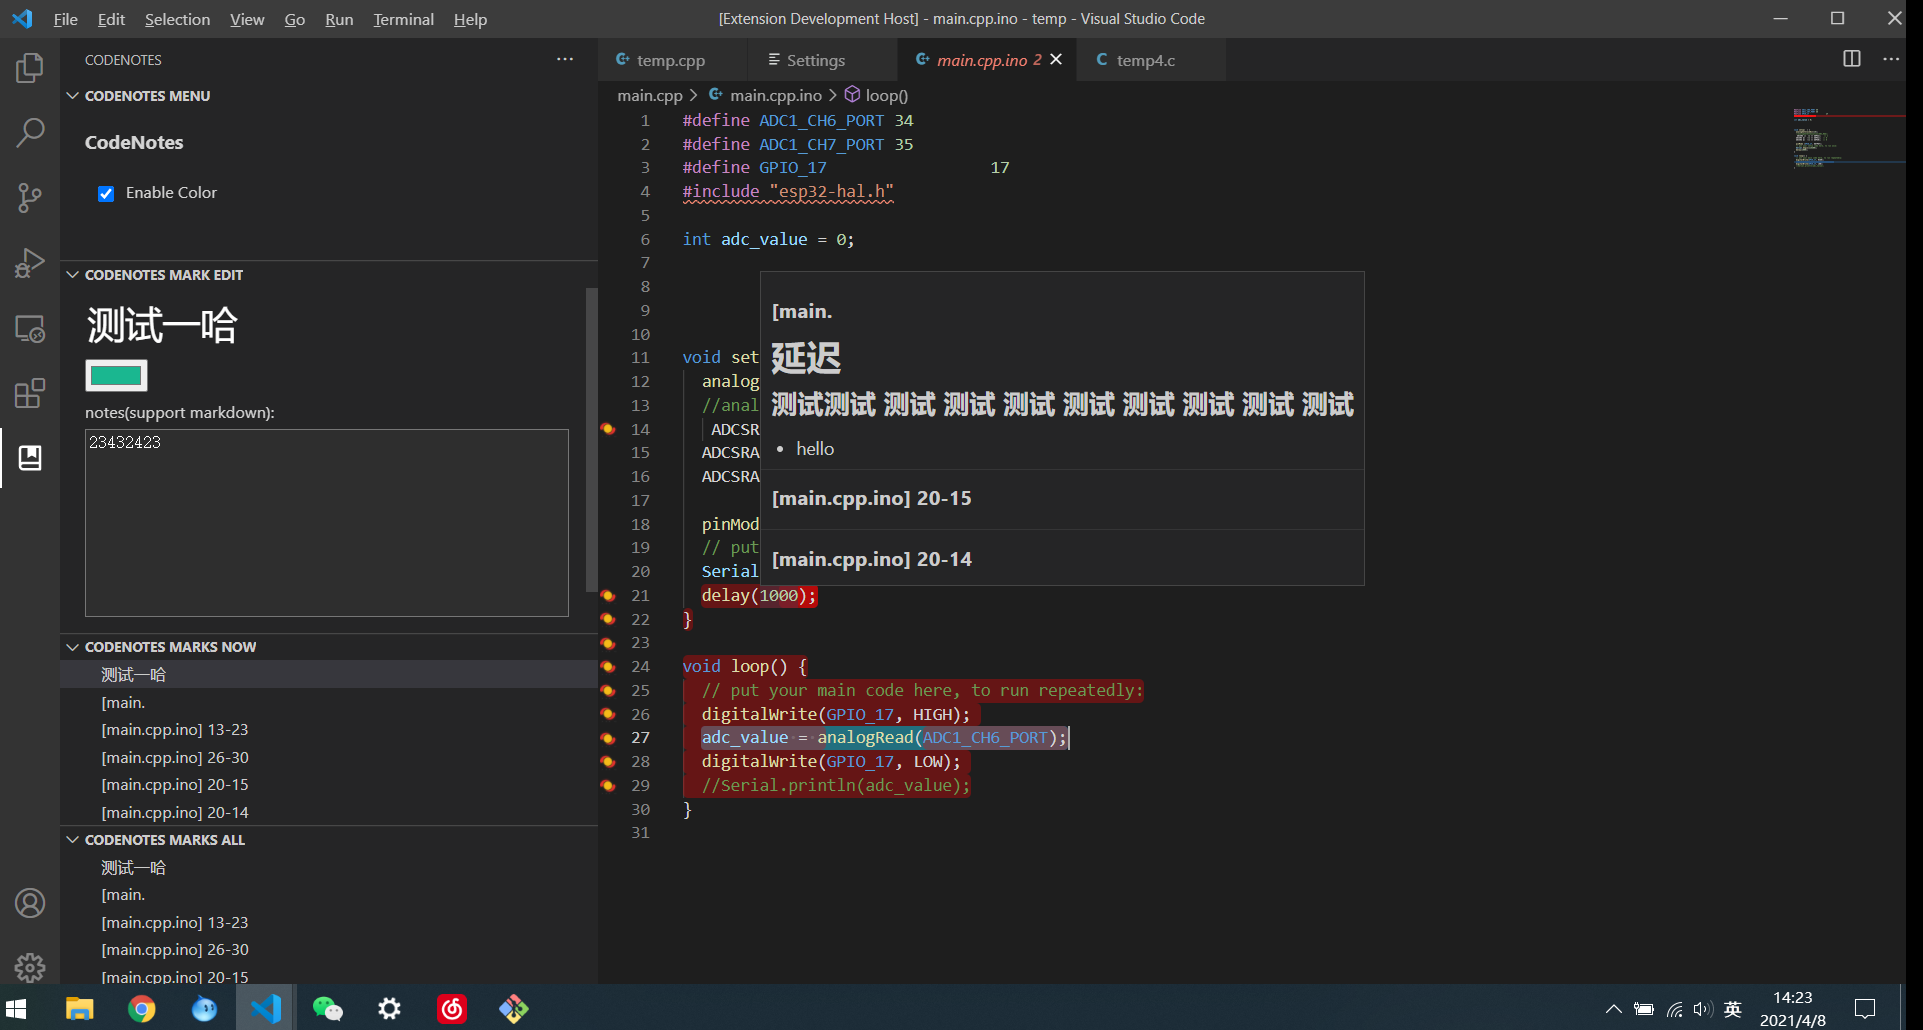 File Edit Selection View Go Run Terminal Help
[Extension Development Host] - main.cpp.ino - temp - Visual Studio Code
CODENOTES
CODENOTES MENU
CodeNotes
Enable Color
CODENOTES MARK EDIT
测试一哈
notes(support markdown):
23432423
CODENOTES MARKS NOW
测试一哈
[main.
[main.cpp.ino] 13-23
[main.cpp.ino] 26-30
[main.cpp.ino] 20-15
[main.cpp.ino] 20-14
CODENOTES MARKS ALL
测试一哈
[main.
[main.cpp.ino] 13-23
[main.cpp.ino] 26-30
[main.cpp.ino] 20-15
temp.cpp
Settings
main.cpp.ino 2
temp4.c
main.cpp > main.cpp.ino > loop()
1 #define ADC1_CH6_PORT 34
2 #define ADC1_CH7_PORT 35
3 #define GPIO_17 17
4 #include "esp32-hal.h"
5
6 int adc_value = 0;
7
8
9
10
11 void set
12 analog
13 //anal
14 ADCSR
15 ADCSRA
16 ADCSRA
17
18 pinMod
19 // put
20 Serial
21 delay(1000);
22 }
23
24 void loop() {
25 // put your main code here, to run repeatedly:
26 digitalWrite(GPIO_17, HIGH);
27 adc_value = analogRead(ADC1_CH6_PORT);
28 digitalWrite(GPIO_17, LOW);
29 //Serial.println(adc_value);
30 }
31
[main.
延迟
测试测试 测试 测试 测试 测试 测试 测试 测试 测试
• hello
[main.cpp.ino] 20-15
[main.cpp.ino] 20-14
英
14:23
2021/4/8